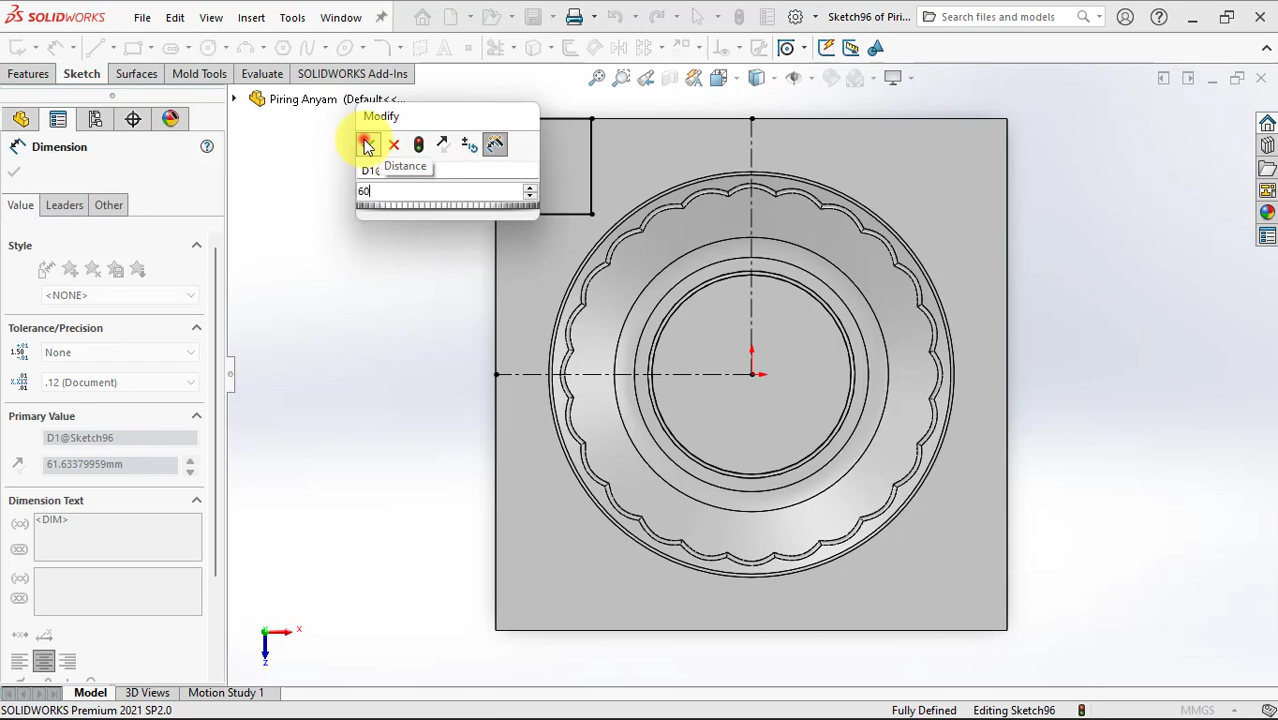 SOLIDWORKS
File
Edit
View
Insert
Tools
Window
Sketch96 of Piri...
Search files and models
Features
Sketch
Surfaces
Mold Tools
Evaluate
SOLIDWORKS Add-Ins
Piring Anyam (Default<<...
Modify
Distance
D1@
60
Dimension
Value
Leaders
Other
Style
<NONE>
Tolerance/Precision
None
.12 (Document)
Primary Value
D1@Sketch96
61.63379959mm
Dimension Text
<DIM>
X
Z
Model
3D Views
Motion Study 1
SOLIDWORKS Premium 2021 SP2.0
Fully Defined
Editing Sketch96
MMGS